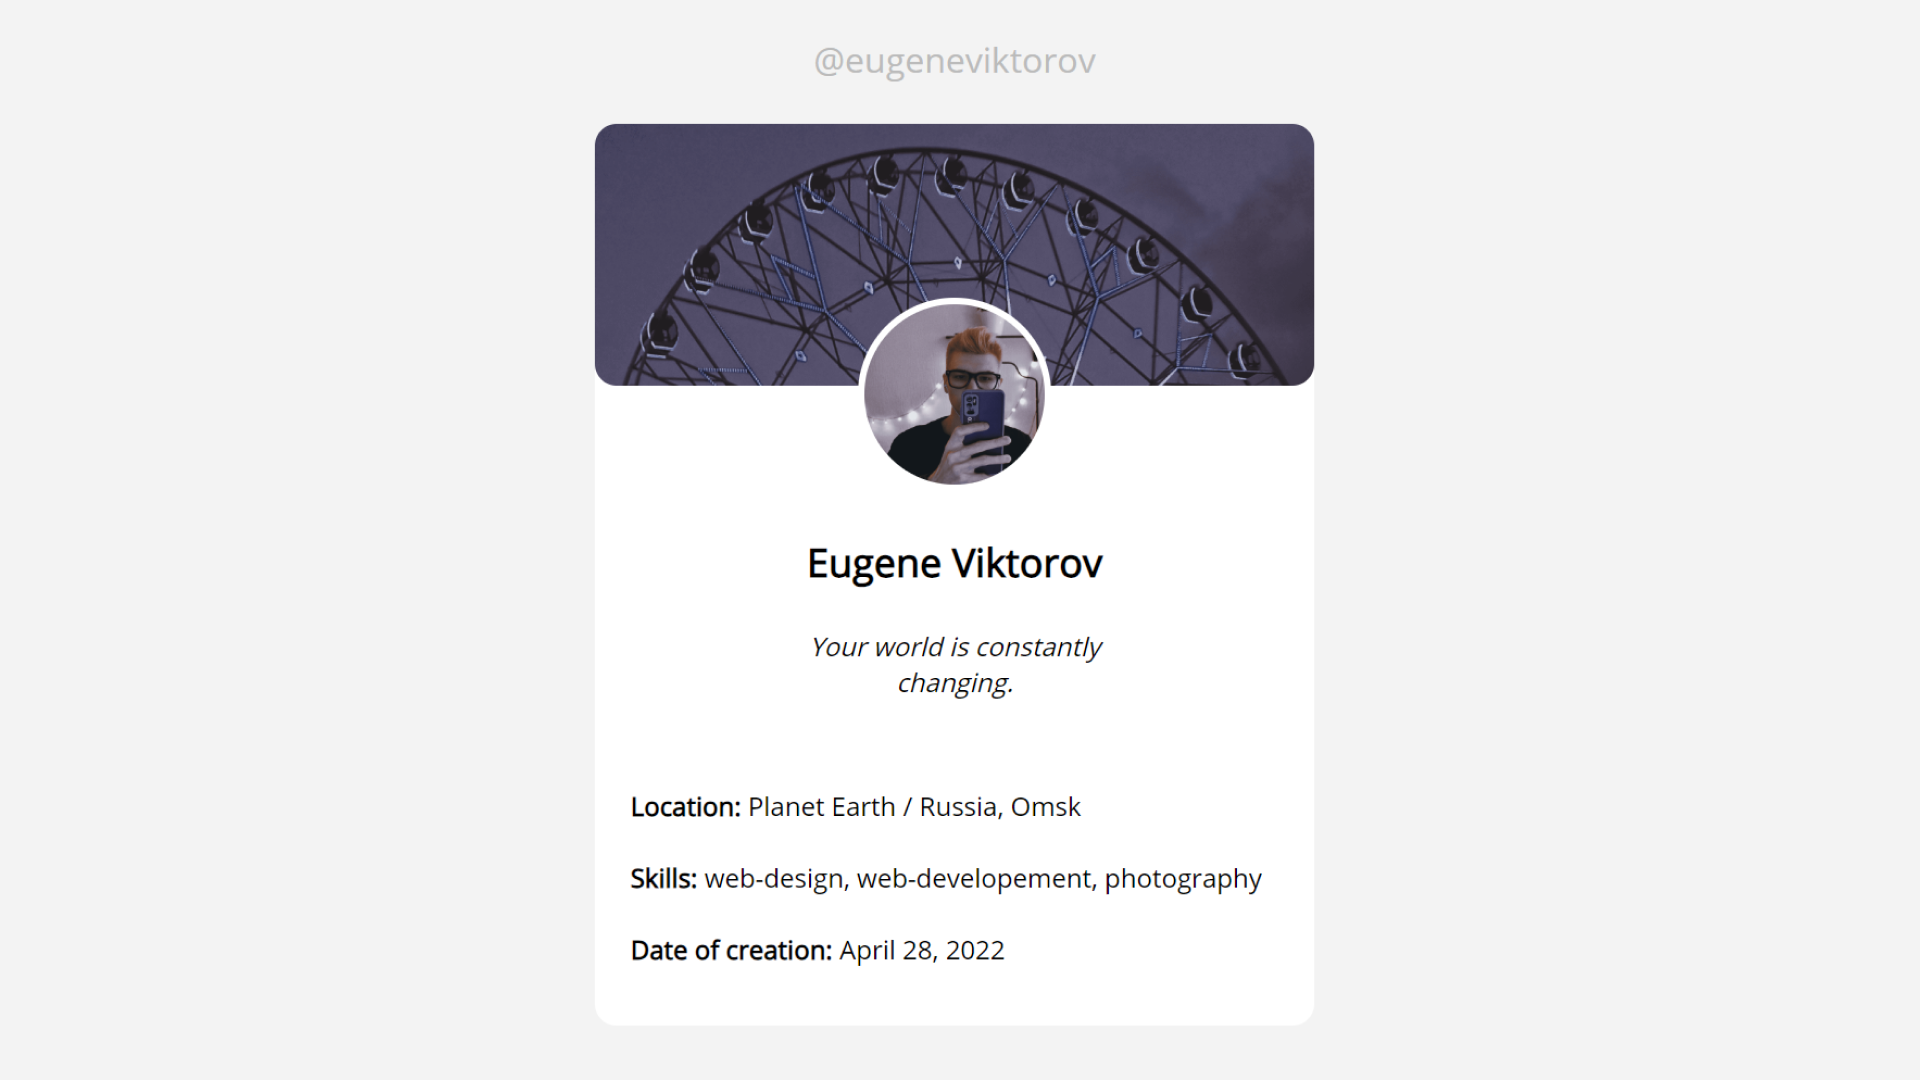 @eugeneviktorov
Eugene Viktorov
Your world is constantly
changing.
Location: Planet Earth / Russia, Omsk
Skills: web-design, web-developement, photography
Date of creation: April 28, 2022